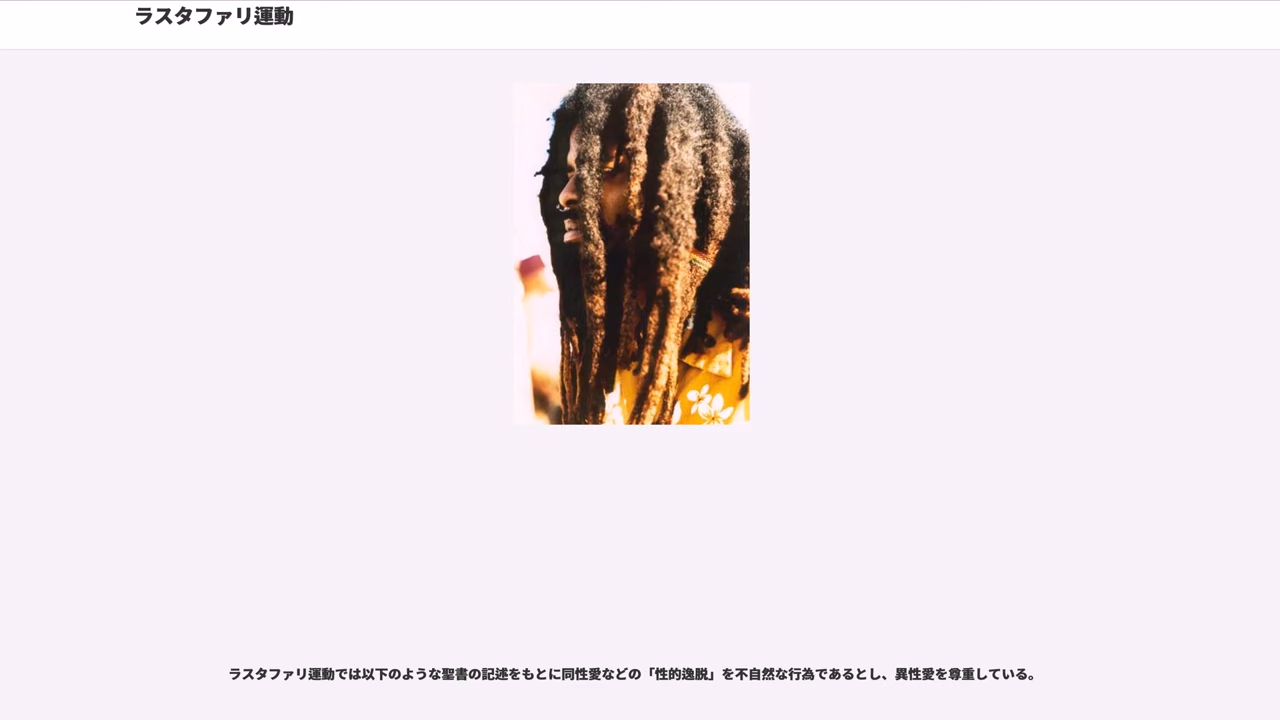 ラスタファリ運動
ラスタファリ運動では以下のような聖書の記述をもとに同性愛などの「性的逸脱」を不自然な行為であるとし、異性愛を尊重している。